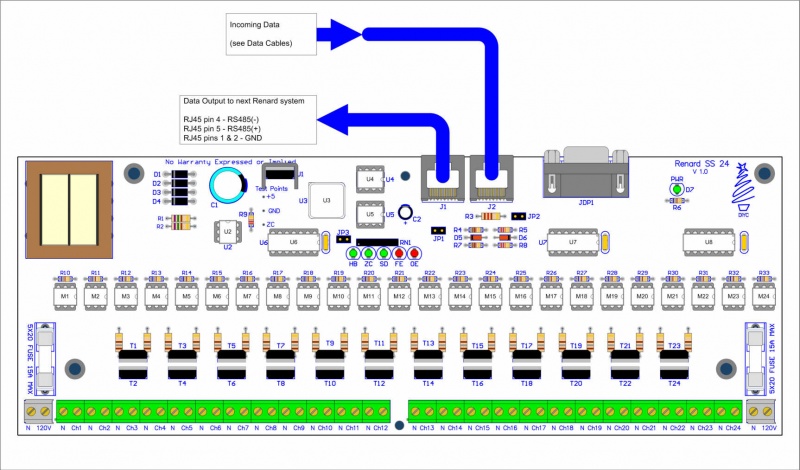 Incoming Data
(see Data Cables)
Data Output to next Renard system
RJ45 pin 4 - RS485(-)
RJ45 pin 5 - RS485(+)
RJ45 pins 1 & 2 - GND
No Warranty Expressed or Implied
Renard SS 24
V 1.0
DIYC
D1
D2
D3
D4
C1
R1
R2
U2
U2
R9
J1
Test Points
+5
GND
ZC
U3
U3
U4
U4
U5
U5
C2
U6
U6
JP3
RN1
HB ZC SD FE OE
J1
J2
JP1
R3
JP2
R4
D5
R7
R5
D6
R8
JDP1
U7
U7
U8
U8
PWR
D7
R6
R10 R11 R12 R13 R14 R15 R16 R17 R18 R19 R20 R21 R22 R23 R24 R25 R26 R27 R28 R29 R30 R31 R32 R33
M1 M2 M3 M4 M5 M6 M7 M8 M9 M10 M11 M12 M13 M14 M15 M16 M17 M18 M19 M20 M21 M22 M23 M24
5X20 FUSE 15A MAX
T1 T3 T5 T7 T9 T11 T13 T15 T17 T19 T21 T23
T2 T4 T6 T8 T10 T12 T14 T16 T18 T20 T22 T24
5X20 FUSE 15A MAX
N 120V N Ch1 N Ch2 N Ch3 N Ch4 N Ch5 N Ch6 N Ch7 N Ch8 N Ch9 N Ch10 N Ch11 N Ch12 N Ch13 N Ch14 N Ch15 N Ch16 N Ch17 N Ch18 N Ch19 N Ch20 N Ch21 N Ch22 N Ch23 N Ch24 N 120V